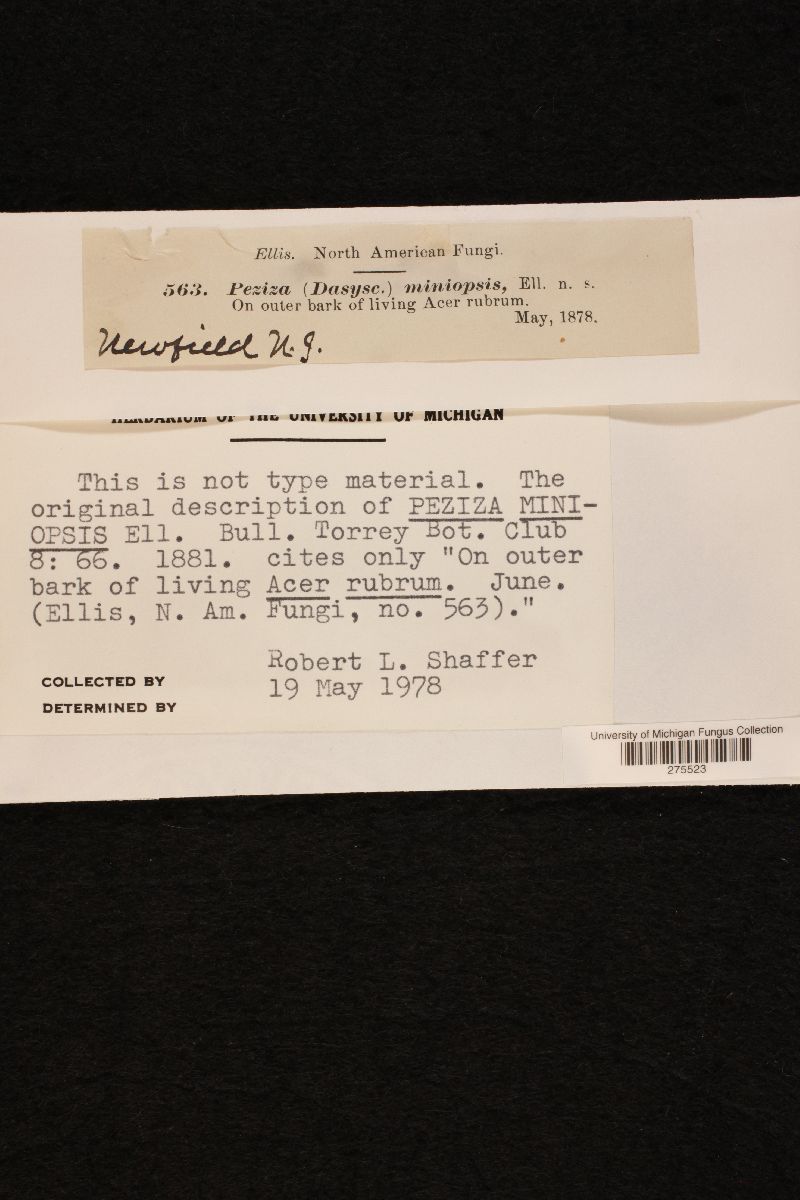 Ellis. North American Fungi.
563. Peziza (Dasysc.) miniopsis, Ell. n. s.
On outer bark of living Acer rubrum.
May, 1878.
Newfield N.J.
HERBARIUM OF THE UNIVERSITY OF MICHIGAN
This is not type material. The
original description of PEZIZA MINI-
OPSIS Ell. Bull. Torrey Bot. Club
8: 66. 1881. cites only "On outer
bark of living Acer rubrum. June.
(Ellis, N. Am. Fungi, no. 563)."
Robert L. Shaffer
COLLECTED BY
19 May 1978
DETERMINED BY
University of Michigan Fungus Collection
275523